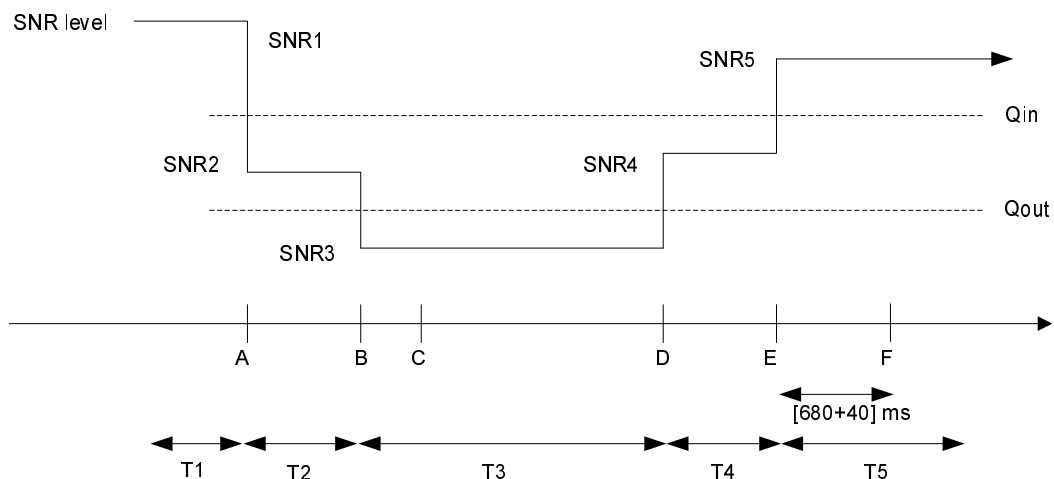 SNR level
SNR1
SNR5
Qin
SNR2
SNR4
Qout
SNR3
A B C D E F
[680+40] ms
T1 T2 T3 T4 T5